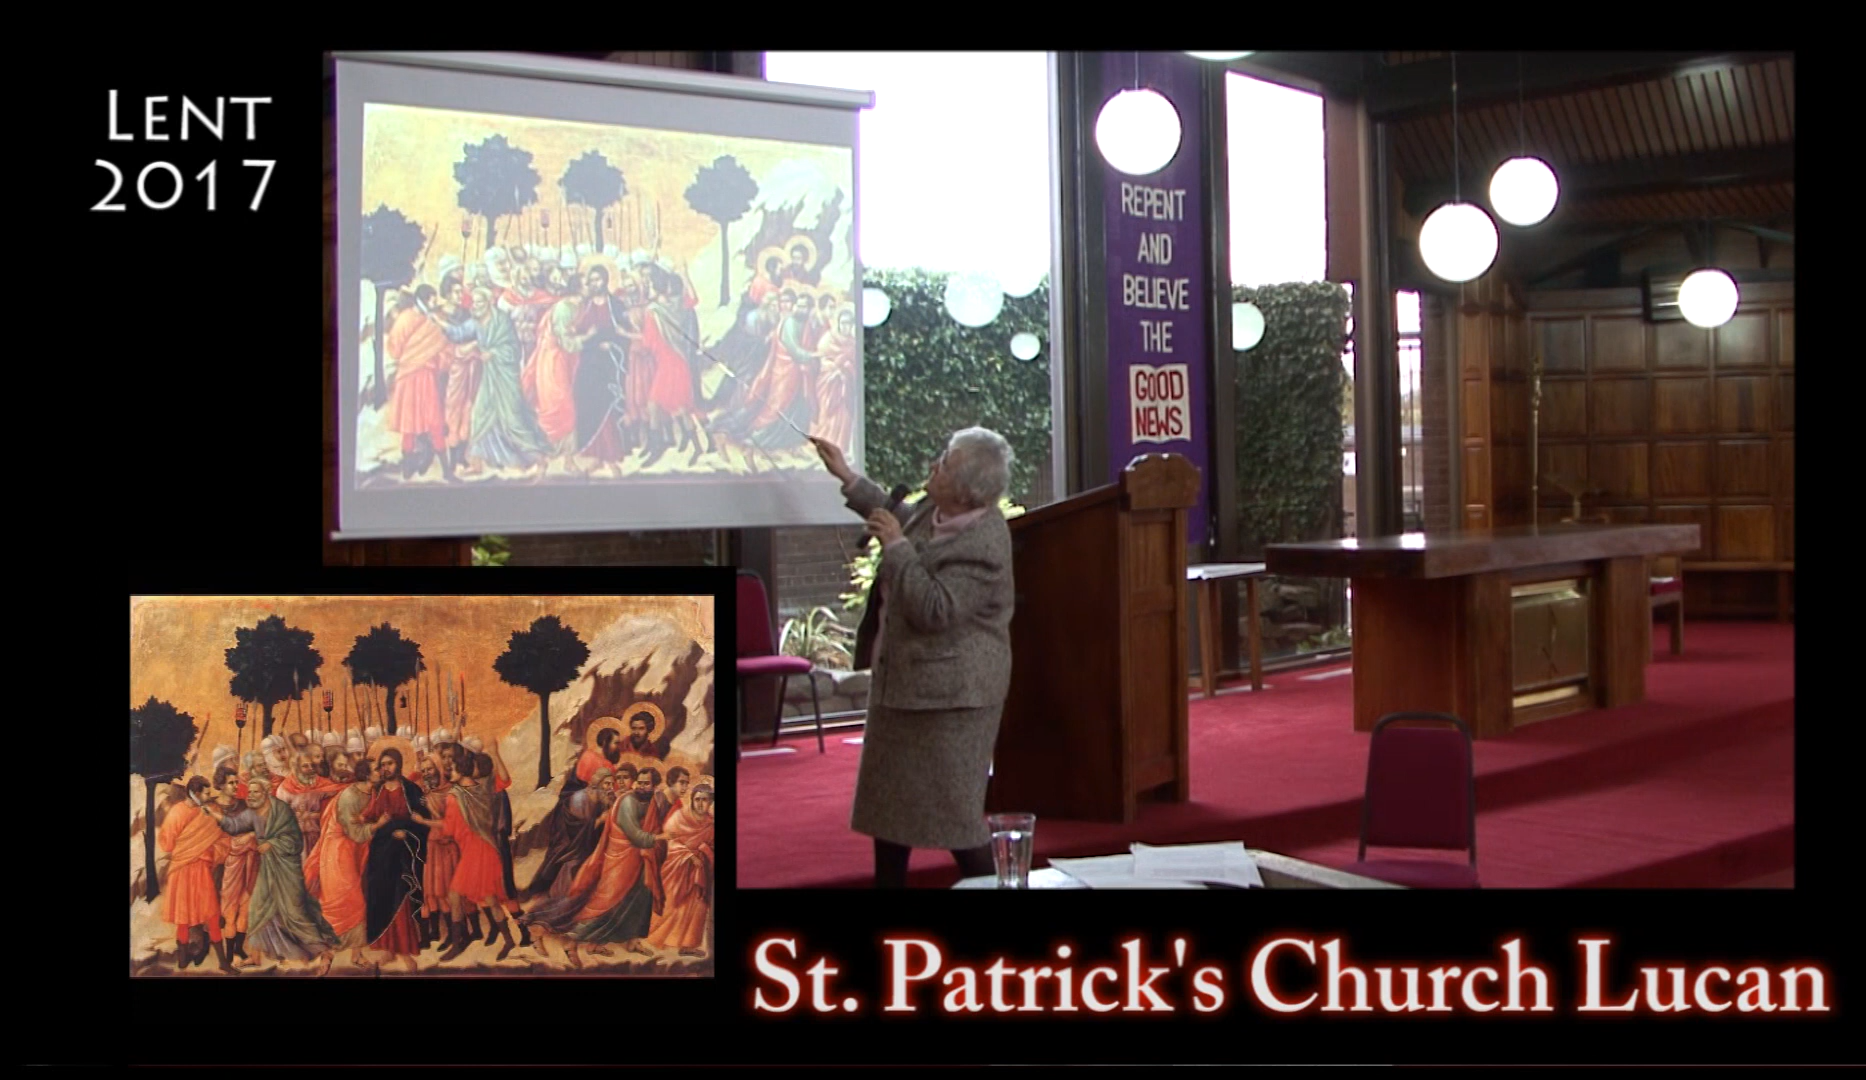 LENT
2017
REPENT
AND
BELIEVE
THE
GOOD
NEWS
St. Patrick's Church Lucan